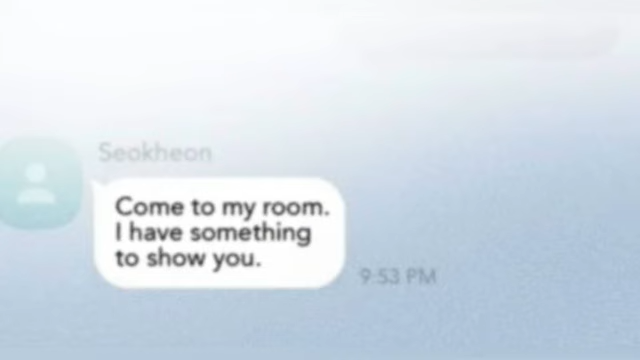 Seokheon
Come to my room.
I have something
to show you.
9:53 PM